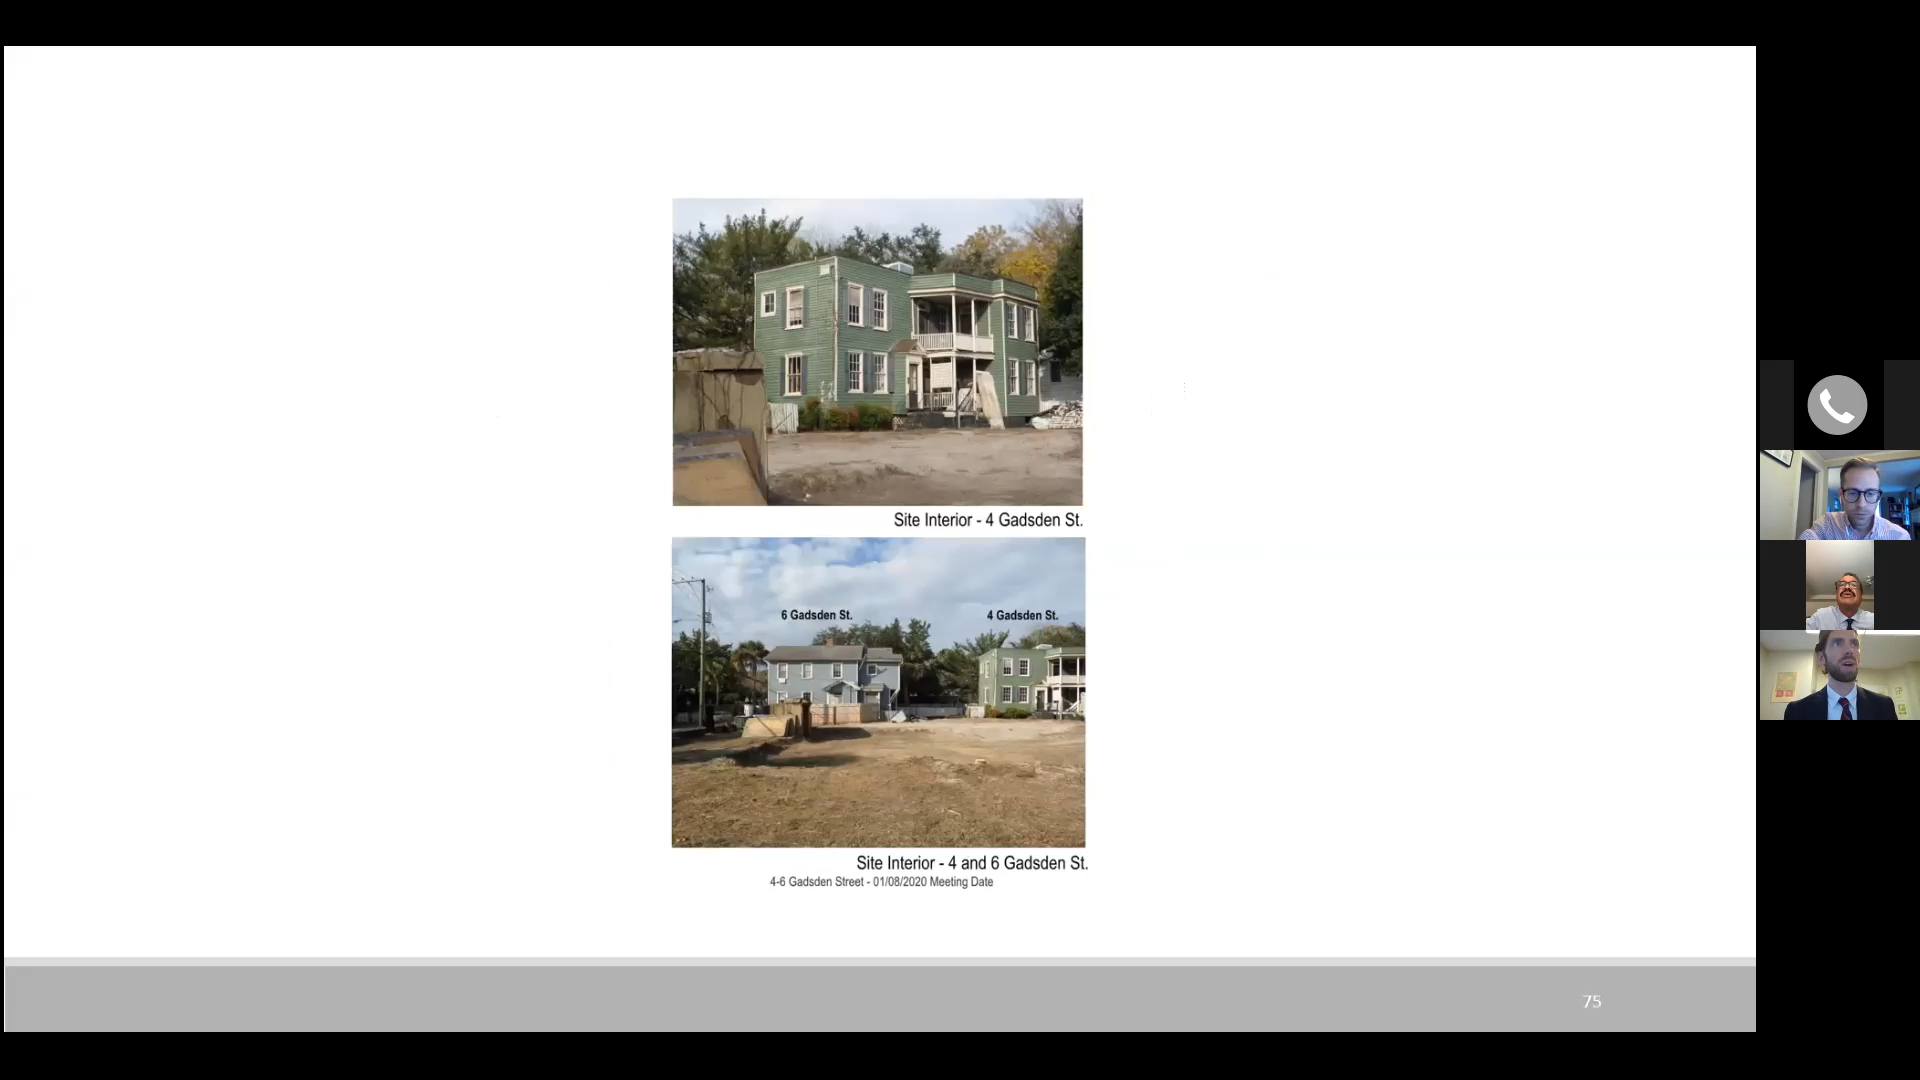 Site Interior - 4 Gadsden St.
6 Gadsden St.
4 Gadsden St.
Site Interior - 4 and 6 Gadsden St.
4-6 Gadsden Street - 01/08/2020 Meeting Date
75